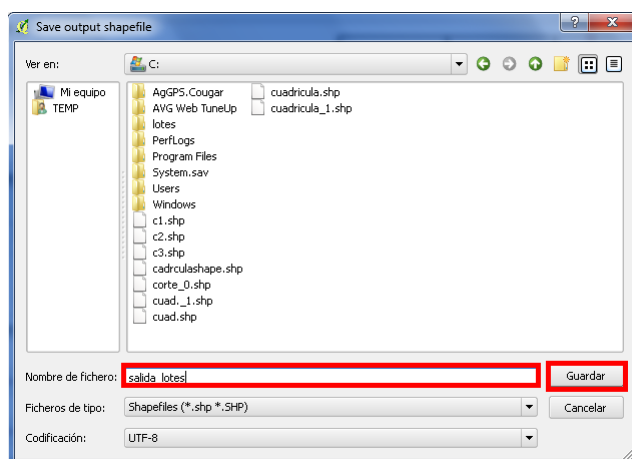 Save output shapefile
Ver en:
C:
Mi equipo
TEMP
AgGPS.Cougar
AVG Web TuneUp
lotes
PerfLogs
Program Files
System.sav
Users
Windows
c1.shp
c2.shp
c3.shp
cadrculashape.shp
corte_0.shp
cuad._1.shp
cuad.shp
cuadricula.shp
cuadricula_1.shp
Nombre de fichero:
salida_lotes
Guardar
Ficheros de tipo:
Shapefiles (*.shp *.SHP)
Cancelar
Codificación:
UTF-8